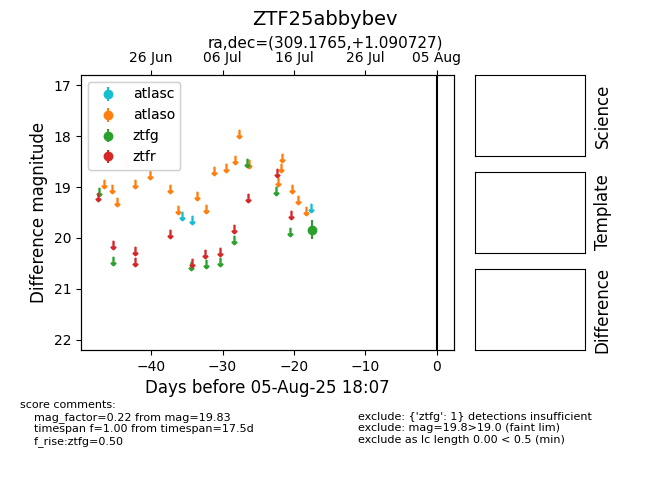 ZTF25abbybev
ra,dec=(309.1765,+1.090727)
26 Jun 06 Jul 16 Jul 26 Jul 05 Aug
17
18
19
20
21
22
Difference magnitude
atlasc
atlaso
ztfg
ztfr
−40 −30 −20 −10 0
Days before 05-Aug-25 18:07
Science
Template
Difference
score comments:
mag_factor=0.22 from mag=19.83
timespan f=1.00 from timespan=17.5d
f_rise:ztfg=0.50
exclude: {'ztfg': 1} detections insufficient
exclude: mag=19.8>19.0 (faint lim)
exclude as lc length 0.00 < 0.5 (min)